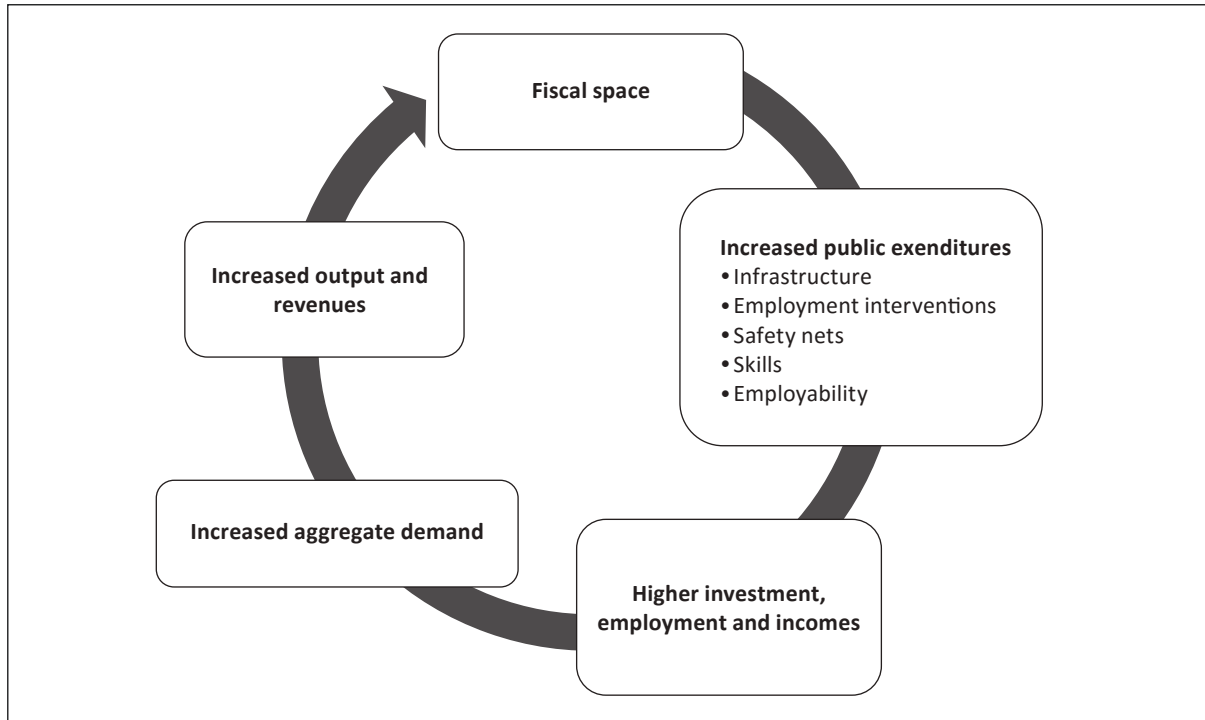 Fiscal space
Increased public exenditures
•Infrastructure
•Employment interventions
•Safety nets
•Skills
•Employability
Higher investment,
employment and incomes
Increased aggregate demand
Increased output and
revenues